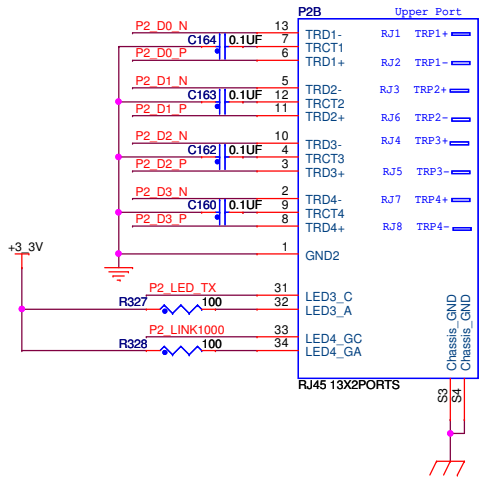 P2B Upper Port
P2_D0_N 13 TRD1- RJ1 TRP1+
C164 0.1UF 7 TRCT1
P2_D0_P 6 TRD1+ RJ2 TRP1-
P2_D1_N 5 TRD2- RJ3 TRP2+
C163 0.1UF 12 TRCT2
P2_D1_P 11 TRD2+ RJ6 TRP2-
P2_D2_N 10 TRD3- RJ4 TRP3+
C162 0.1UF 4 TRCT3
P2_D2_P 3 TRD3+ RJ5 TRP3-
P2_D3_N 2 TRD4- RJ7 TRP4+
C160 0.1UF 9 TRCT4
P2_D3_P 8 TRD4+ RJ8 TRP4-
+3_3V 1 GND2
P2_LED_TX 31 LED3_C
R327 100 32 LED3_A
P2_LINK1000 33 LED4_GC
R328 100 34 LED4_GA
Chassis_GND
Chassis_GND
RJ45 13X2PORTS
S3
S4